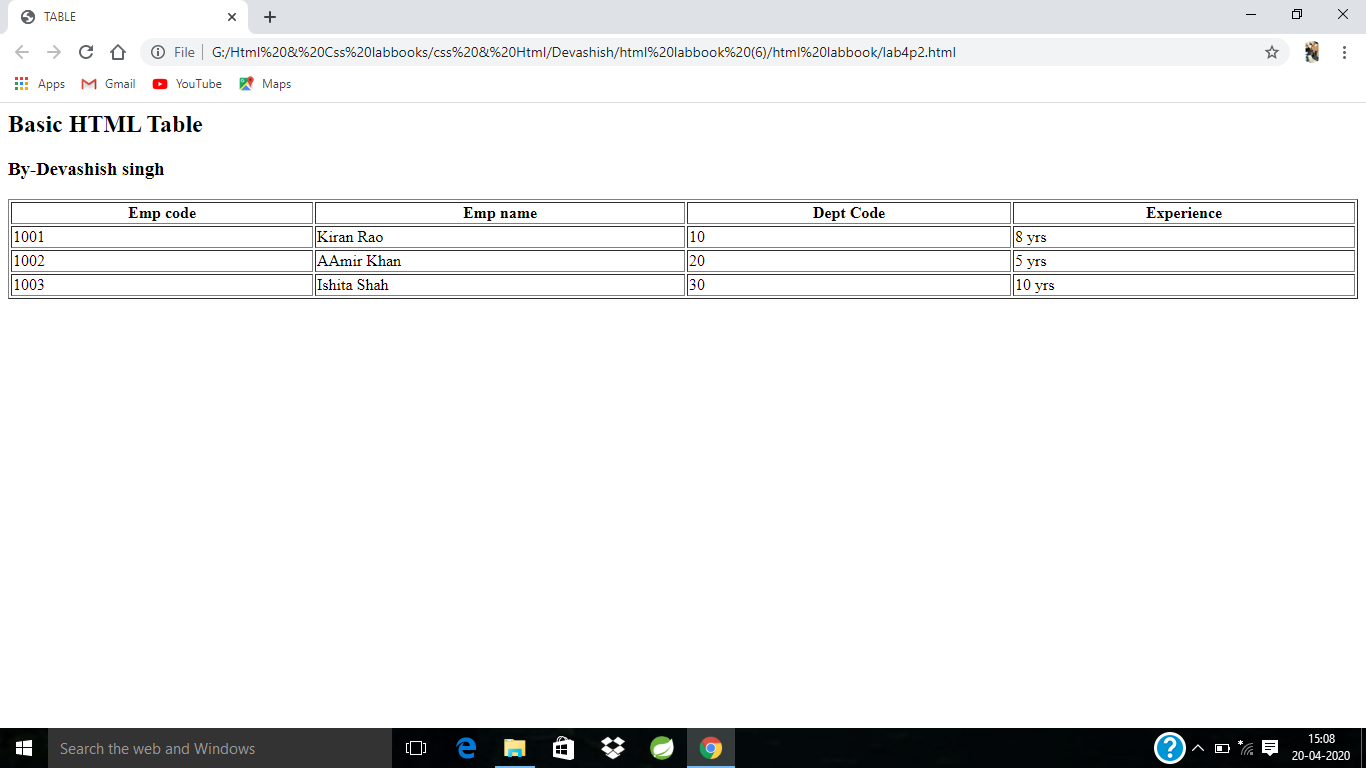 TABLE
File G:/Html%20&%20Css%20labbooks/css%20&%20Html/Devashish/html%20labbook%20(6)/html%20labbook/lab4p2.html
Apps Gmail YouTube Maps
Basic HTML Table
By-Devashish singh
Emp code Emp name Dept Code Experience
1001 Kiran Rao 10 8 yrs
1002 AAmir Khan 20 5 yrs
1003 Ishita Shah 30 10 yrs
Search the web and Windows
15:08
20-04-2020